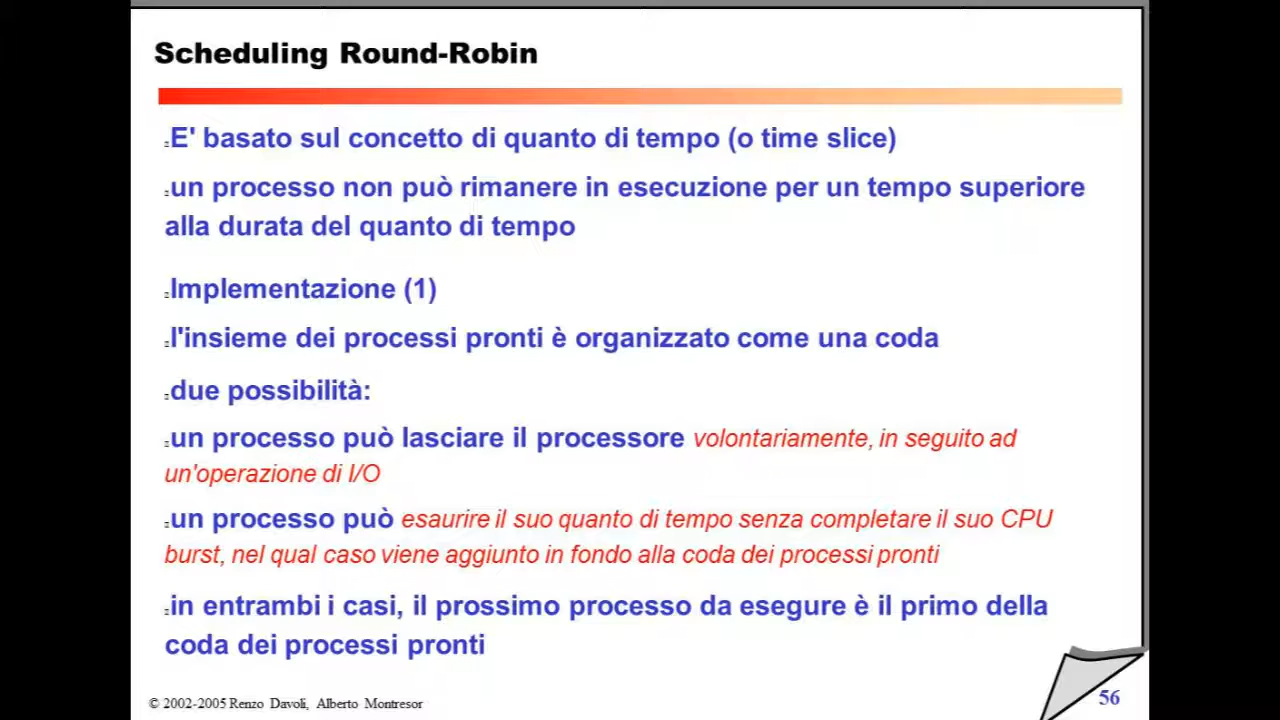 Scheduling Round-Robin
E' basato sul concetto di quanto di tempo (o time slice)
un processo non può rimanere in esecuzione per un tempo superiore
alla durata del quanto di tempo
Implementazione (1)
l'insieme dei processi pronti è organizzato come una coda
due possibilità:
un processo può lasciare il processore volontariamente, in seguito ad
un'operazione di I/O
un processo può esaurire il suo quanto di tempo senza completare il suo CPU
burst, nel qual caso viene aggiunto in fondo alla coda dei processi pronti
in entrambi i casi, il prossimo processo da esegure è il primo della
coda dei processi pronti
© 2002-2005 Renzo Davoli, Alberto Montresor
56